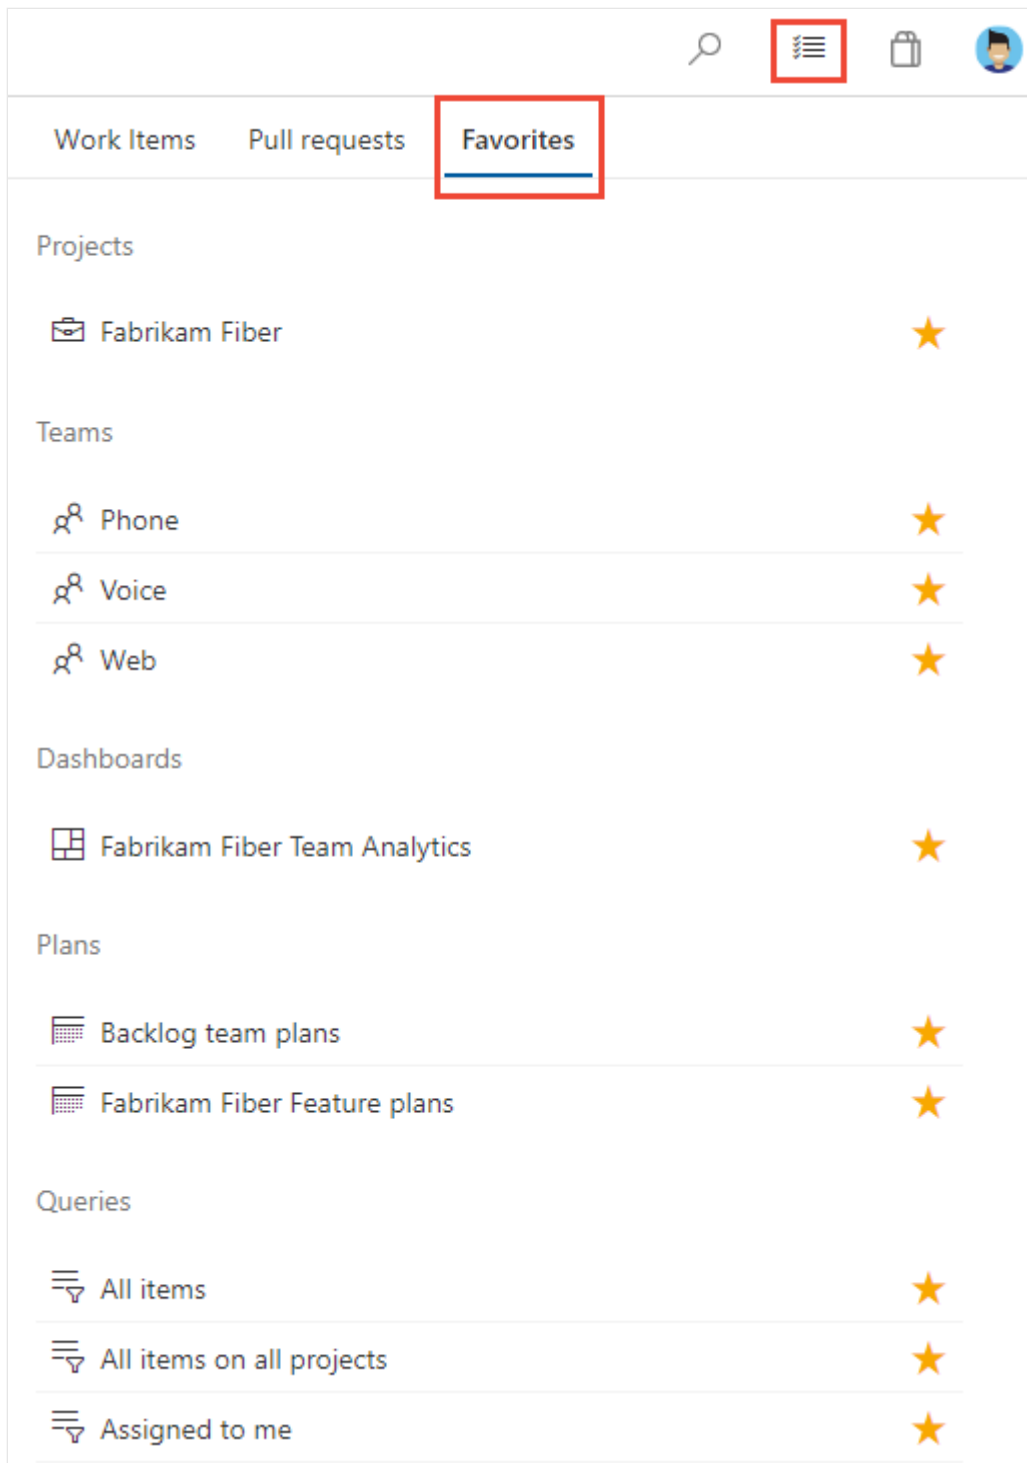 Work Items Pull requests Favorites
Projects
Fabrikam Fiber
Teams
Phone
Voice
Web
Dashboards
Fabrikam Fiber Team Analytics
Plans
Backlog team plans
Fabrikam Fiber Feature plans
Queries
All items
All items on all projects
Assigned to me